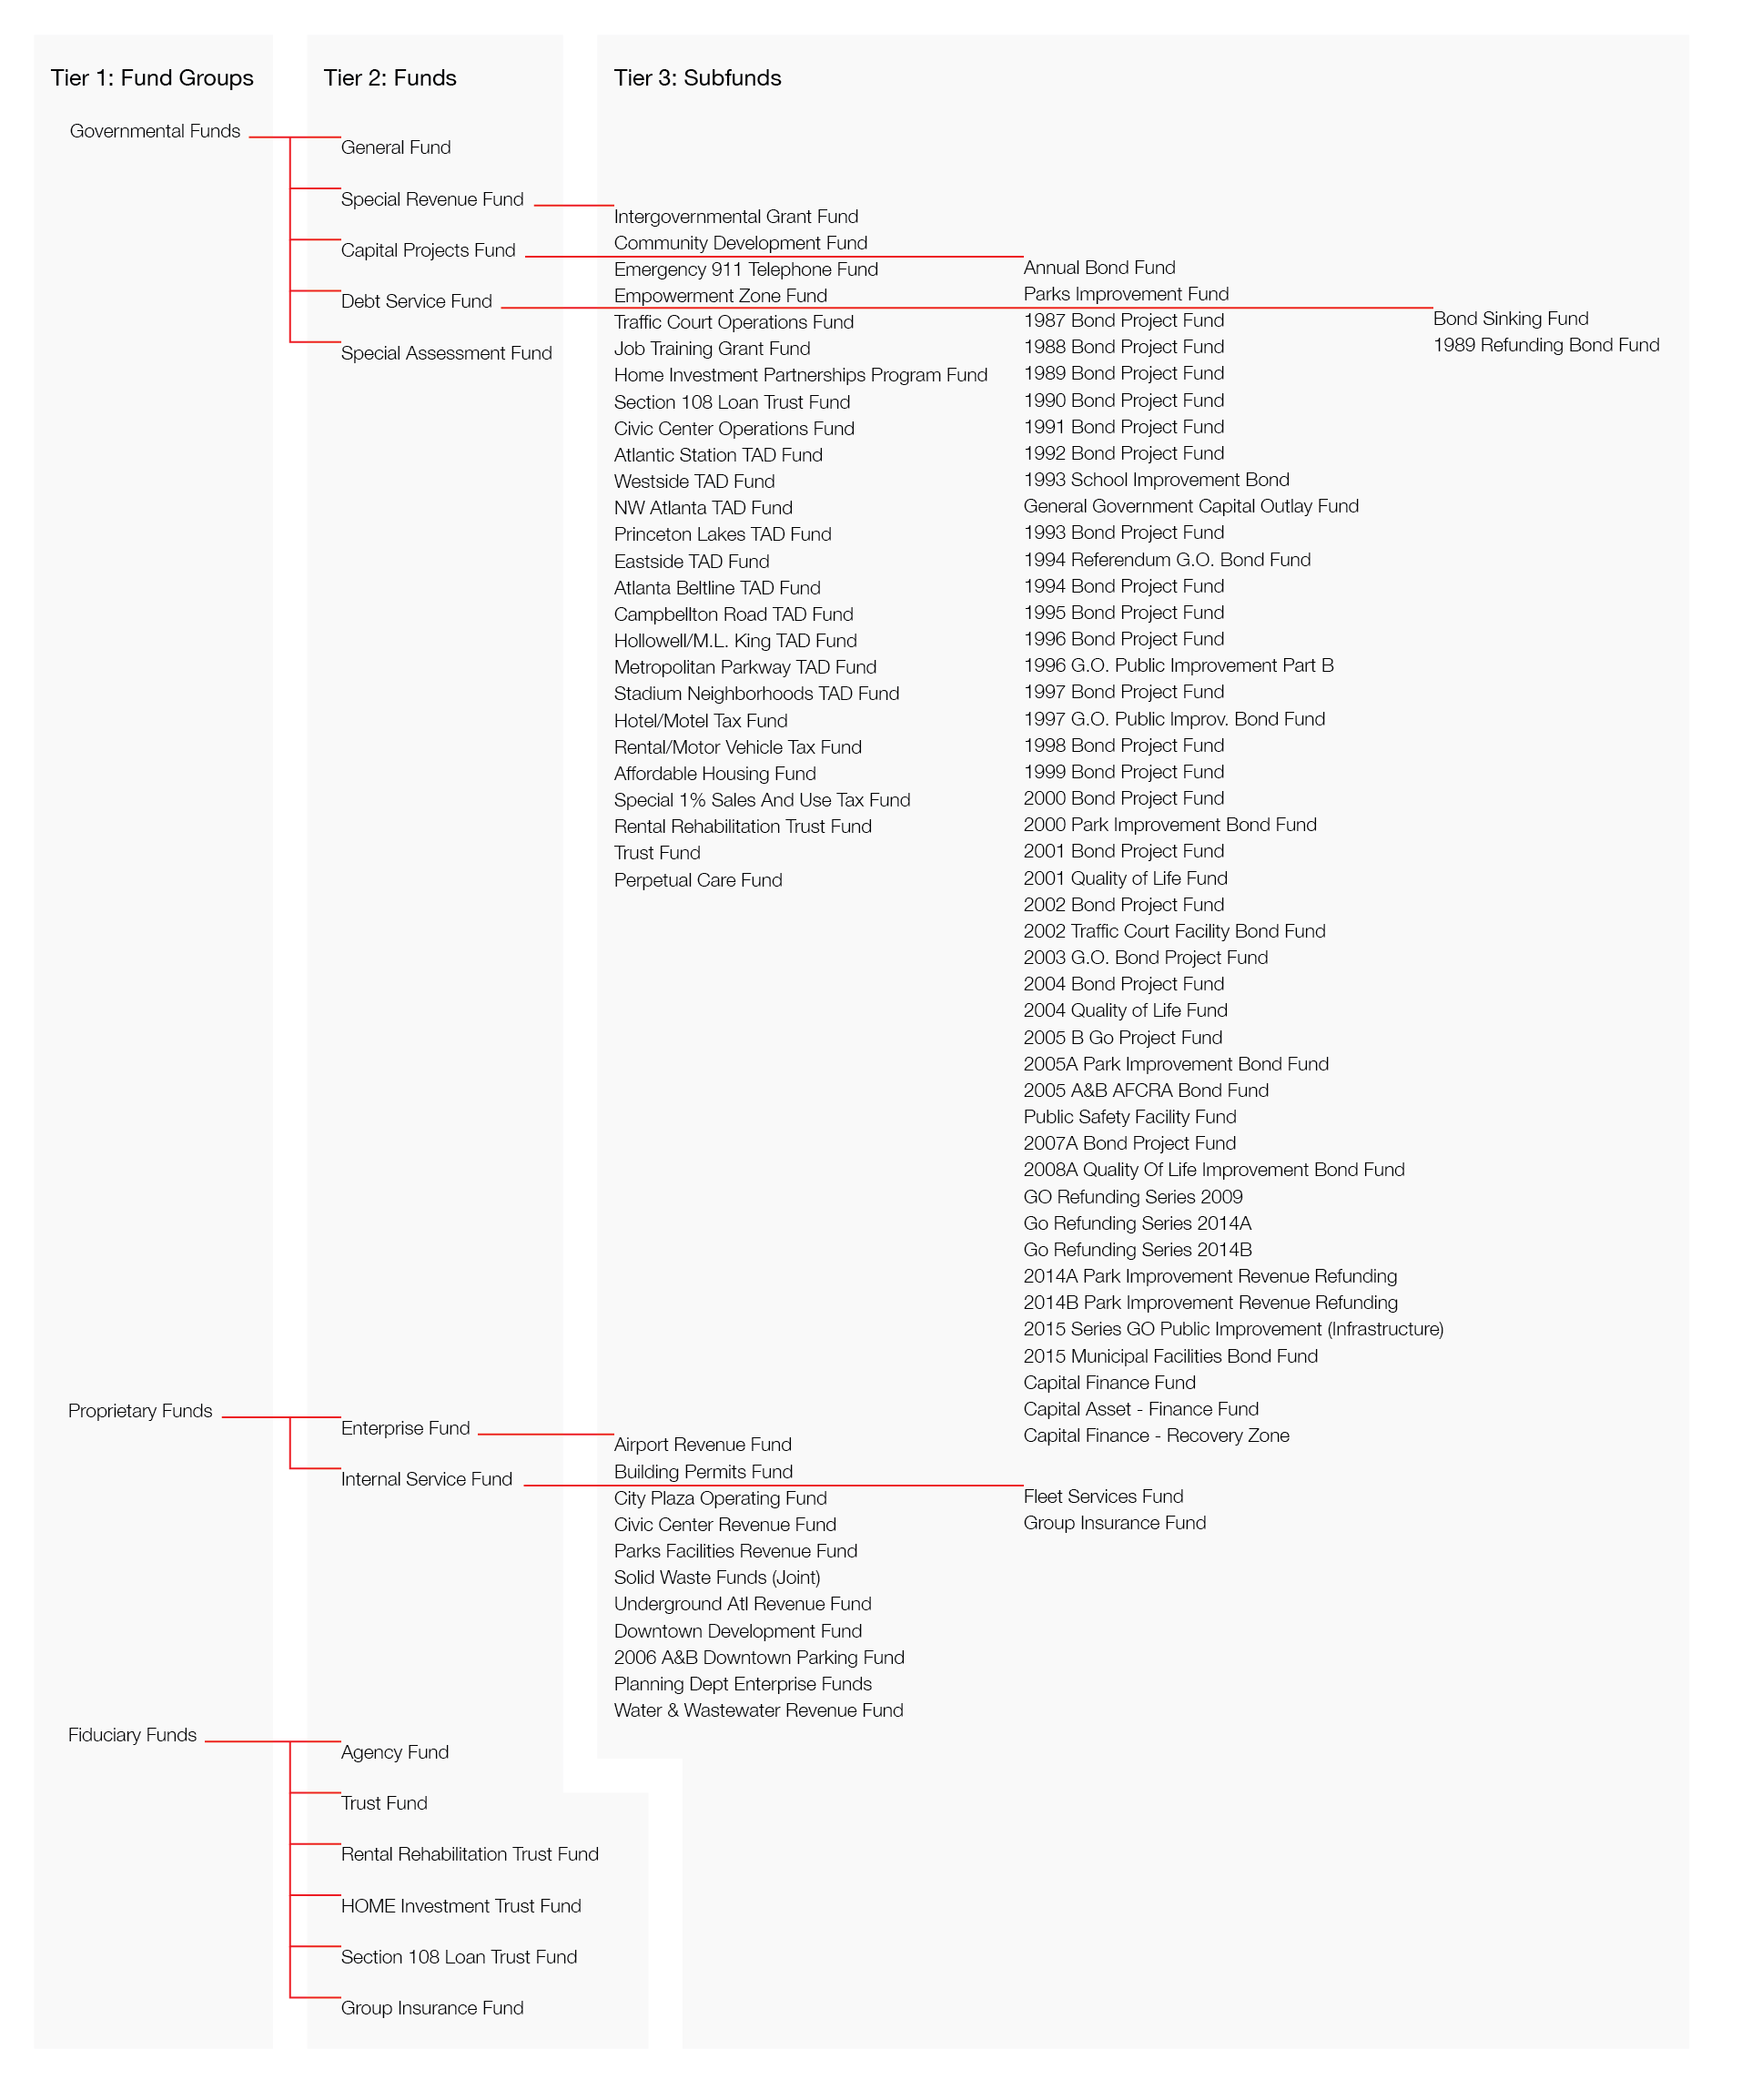 Tier 1: Fund Groups
Tier 2: Funds
Tier 3: Subfunds
Governmental Funds
General Fund
Special Revenue Fund
Capital Projects Fund
Debt Service Fund
Special Assessment Fund
Intergovernmental Grant Fund
Community Development Fund
Emergency 911 Telephone Fund
Empowerment Zone Fund
Traffic Court Operations Fund
Job Training Grant Fund
Home Investment Partnerships Program Fund
Section 108 Loan Trust Fund
Civic Center Operations Fund
Atlantic Station TAD Fund
Westside TAD Fund
NW Atlanta TAD Fund
Princeton Lakes TAD Fund
Eastside TAD Fund
Atlanta Beltline TAD Fund
Campbellton Road TAD Fund
Hollowell/M.L. King TAD Fund
Metropolitan Parkway TAD Fund
Stadium Neighborhoods TAD Fund
Hotel/Motel Tax Fund
Rental/Motor Vehicle Tax Fund
Affordable Housing Fund
Special 1% Sales And Use Tax Fund
Rental Rehabilitation Trust Fund
Trust Fund
Perpetual Care Fund
Annual Bond Fund
Parks Improvement Fund
1987 Bond Project Fund
1988 Bond Project Fund
1989 Bond Project Fund
1990 Bond Project Fund
1991 Bond Project Fund
1992 Bond Project Fund
1993 School Improvement Bond
General Government Capital Outlay Fund
1993 Bond Project Fund
1994 Referendum G.O. Bond Fund
1994 Bond Project Fund
1995 Bond Project Fund
1996 Bond Project Fund
1996 G.O. Public Improvement Part B
1997 Bond Project Fund
1997 G.O. Public Improv. Bond Fund
1998 Bond Project Fund
1999 Bond Project Fund
2000 Bond Project Fund
2000 Park Improvement Bond Fund
2001 Bond Project Fund
2001 Quality of Life Fund
2002 Bond Project Fund
2002 Traffic Court Facility Bond Fund
2003 G.O. Bond Project Fund
2004 Bond Project Fund
2004 Quality of Life Fund
2005 B Go Project Fund
2005A Park Improvement Bond Fund
2005 A&B AFCRA Bond Fund
Public Safety Facility Fund
2007A Bond Project Fund
2008A Quality Of Life Improvement Bond Fund
GO Refunding Series 2009
Go Refunding Series 2014A
Go Refunding Series 2014B
2014A Park Improvement Revenue Refunding
2014B Park Improvement Revenue Refunding
2015 Series GO Public Improvement (Infrastructure)
2015 Municipal Facilities Bond Fund
Capital Finance Fund
Capital Asset - Finance Fund
Capital Finance - Recovery Zone
Bond Sinking Fund
1989 Refunding Bond Fund
Proprietary Funds
Enterprise Fund
Internal Service Fund
Airport Revenue Fund
Building Permits Fund
City Plaza Operating Fund
Civic Center Revenue Fund
Parks Facilities Revenue Fund
Solid Waste Funds (Joint)
Underground Atl Revenue Fund
Downtown Development Fund
2006 A&B Downtown Parking Fund
Planning Dept Enterprise Funds
Water & Wastewater Revenue Fund
Fleet Services Fund
Group Insurance Fund
Fiduciary Funds
Agency Fund
Trust Fund
Rental Rehabilitation Trust Fund
HOME Investment Trust Fund
Section 108 Loan Trust Fund
Group Insurance Fund